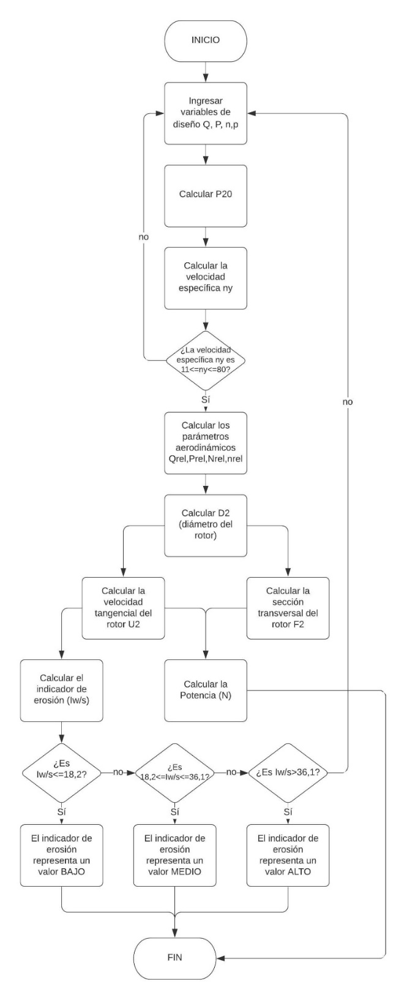 INICIO
Ingresar
variables de
diseño Q, P, n,p
Calcular P20
no
Calcular la
velocidad
específica ny
¿La velocidad
específica ny es
11<=ny<=80?
Sí
no
Calcular los
parámetros
aerodinámicos
Qrel,Prel,Nrel,nrel
Calcular D2
(diámetro del
rotor)
Calcular la
velocidad
tangencial del
rotor U2
Calcular la
sección
transversal del
rotor F2
Calcular el
indicador de
erosión (Iw/s)
Calcular la
Potencia (N)
¿Es
Iw/s<=18,2?
no
¿Es
18,2<=Iw/s<=36,1?
no
¿Es Iw/s>36,1?
Sí
Sí
Sí
El indicador de
erosión
representa un
valor BAJO
El indicador de
erosión
representa un
valor MEDIO
El indicador de
erosión
representa un
valor ALTO
FIN